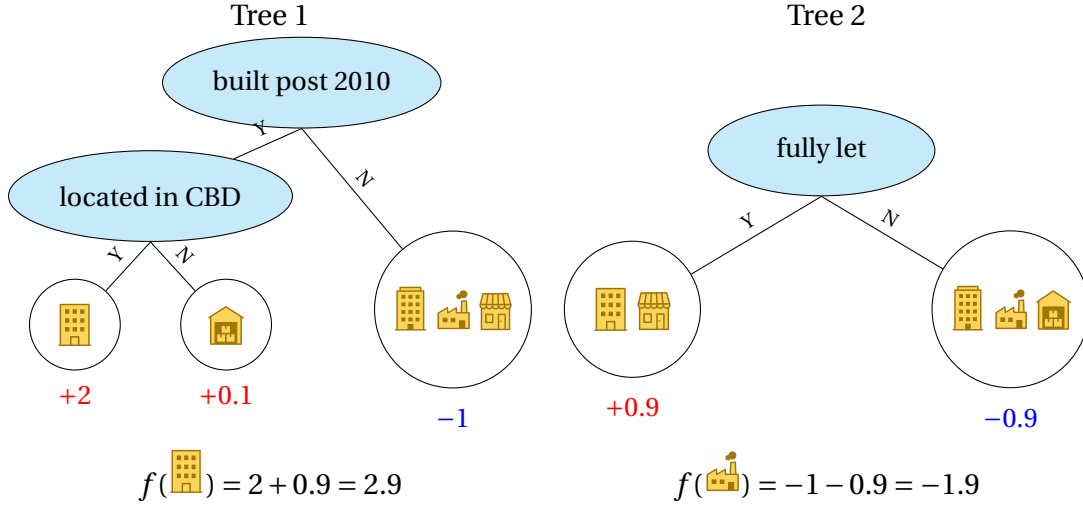 Tree 1
Tree 2
built post 2010
Y
N
fully let
located in CBD
Y
N
Y
N
+2
+0.1
−1
+0.9
−0.9
f( ) = 2 + 0.9 = 2.9
f( ) = −1 − 0.9 = −1.9